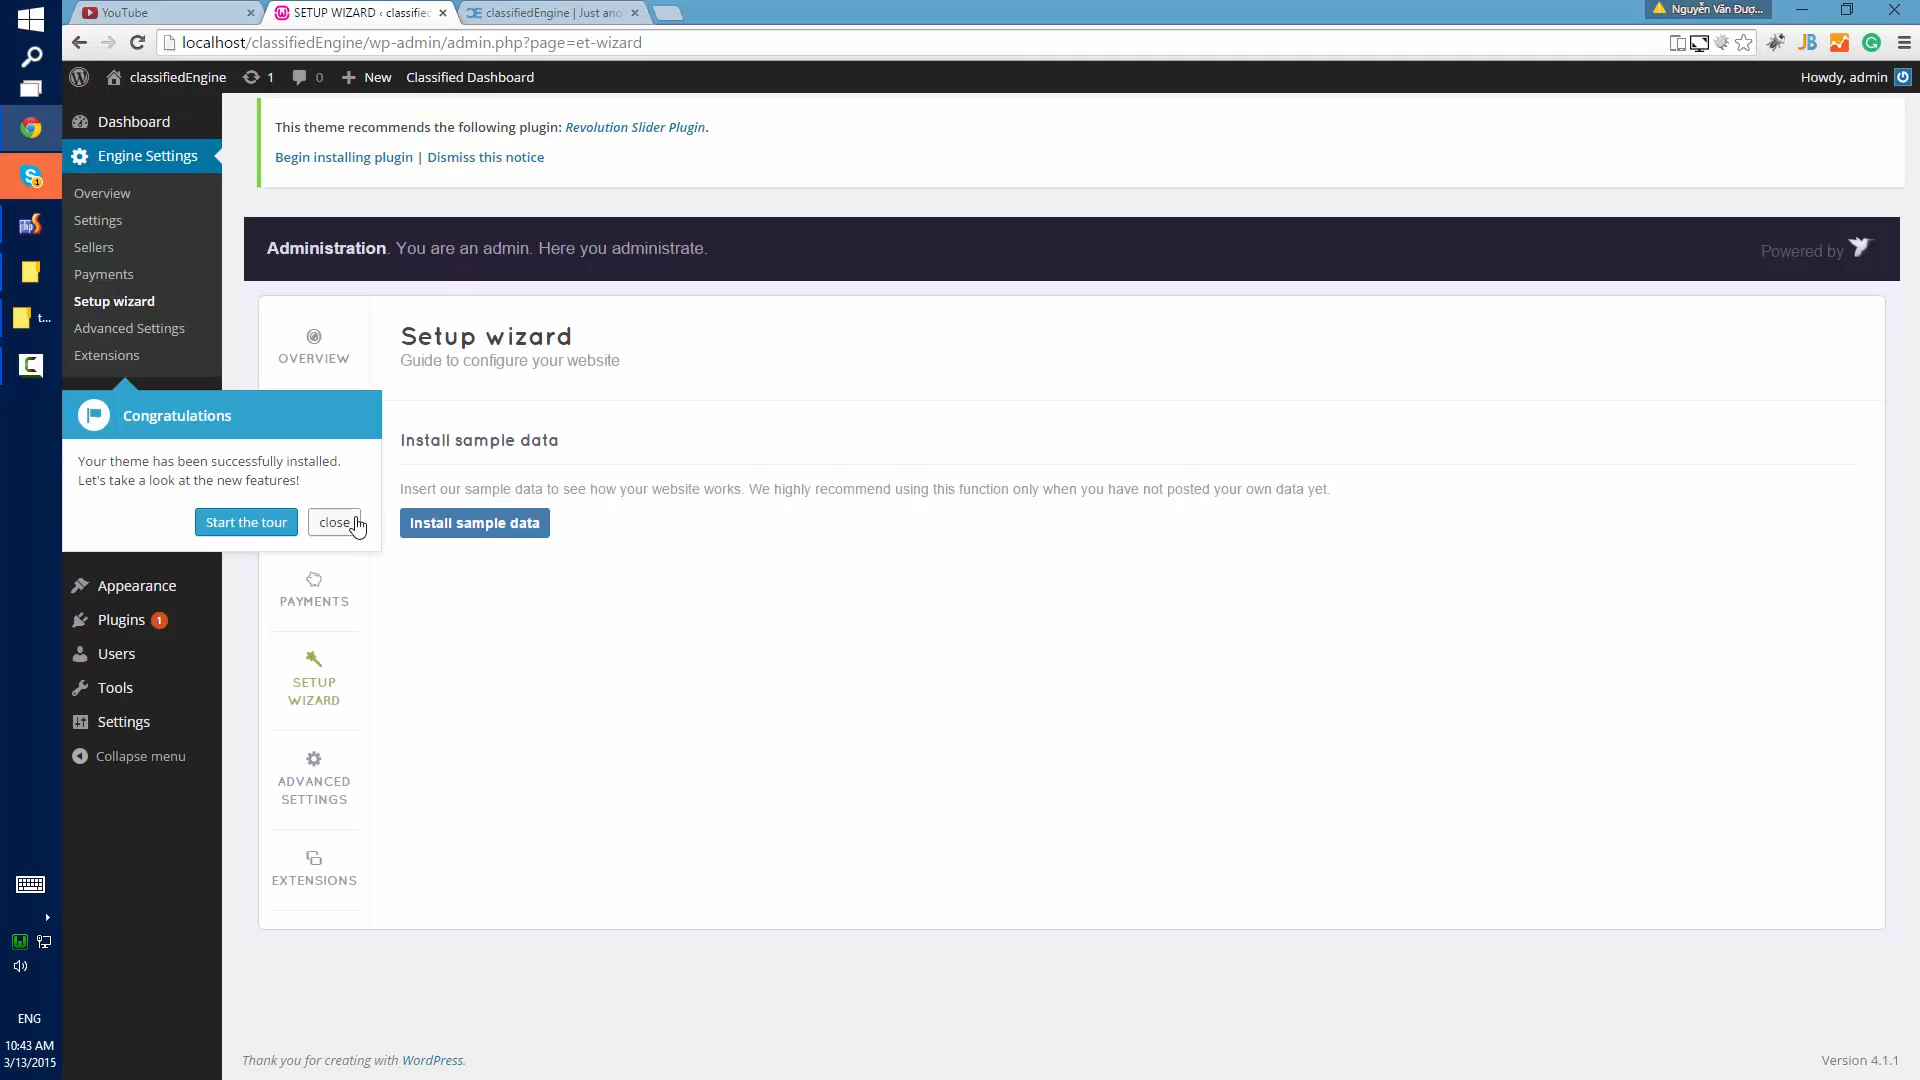 YouTube
SETUP WIZARD ‹ classified
classifiedEngine | Just ano
Nguyễn Văn Đượ...
localhost/classifiedEngine/wp-admin/admin.php?page=et-wizard
JB
classifiedEngine
1
0
New
Classified Dashboard
Howdy, admin
Dashboard
Engine Settings
Overview
Settings
Sellers
Payments
Setup wizard
Advanced Settings
Extensions
This theme recommends the following plugin: Revolution Slider Plugin.
Begin installing plugin | Dismiss this notice
Administration. You are an admin. Here you administrate.
Powered by
OVERVIEW
Setup wizard
Guide to configure your website
Congratulations
Your theme has been successfully installed.
Let's take a look at the new features!
Start the tour
close
Install sample data
Insert our sample data to see how your website works. We highly recommend using this function only when you have not posted your own data yet.
Install sample data
PAYMENTS
SETUP
WIZARD
ADVANCED
SETTINGS
EXTENSIONS
Appearance
Plugins 1
Users
Tools
Settings
Collapse menu
t...
ENG
10:43 AM
3/13/2015
Thank you for creating with WordPress.
Version 4.1.1